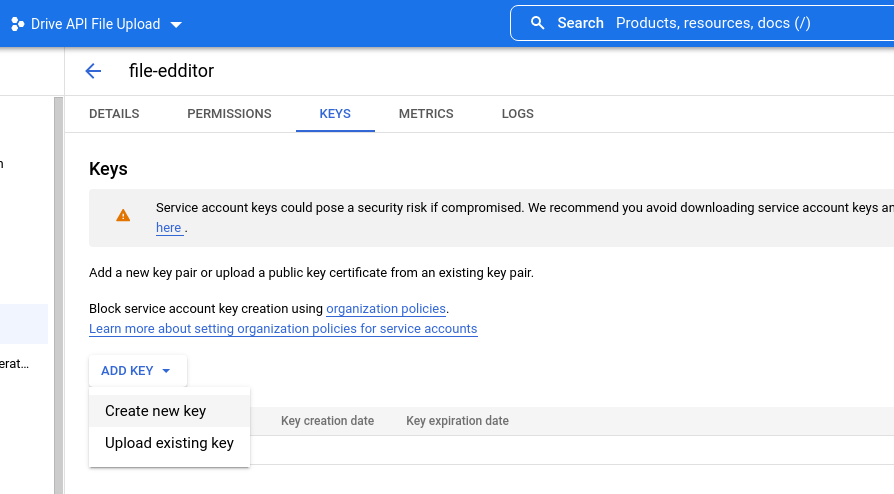 Drive API File Upload
Search Products, resources, docs (/)
file-edditor
DETAILS PERMISSIONS KEYS METRICS LOGS
Keys
Service account keys could pose a security risk if compromised. We recommend you avoid downloading service account keys
here .
Add a new key pair or upload a public key certificate from an existing key pair.
Block service account key creation using organization policies.
Learn more about setting organization policies for service accounts
erat...
ADD KEY
Create new key
Key creation date Key expiration date
Upload existing key